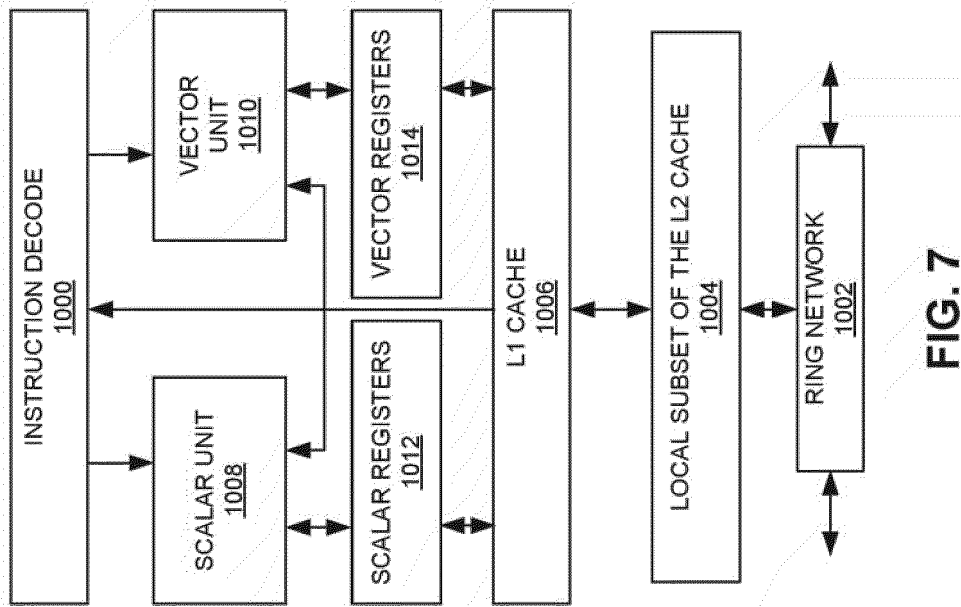 INSTRUCTION DECODE
1000
SCALAR UNIT
1008
VECTOR
UNIT
1010
SCALAR REGISTERS
1012
VECTOR REGISTERS
1014
L1 CACHE
1006
LOCAL SUBSET OF THE L2 CACHE
1004
RING NETWORK
1002
FIG. 7